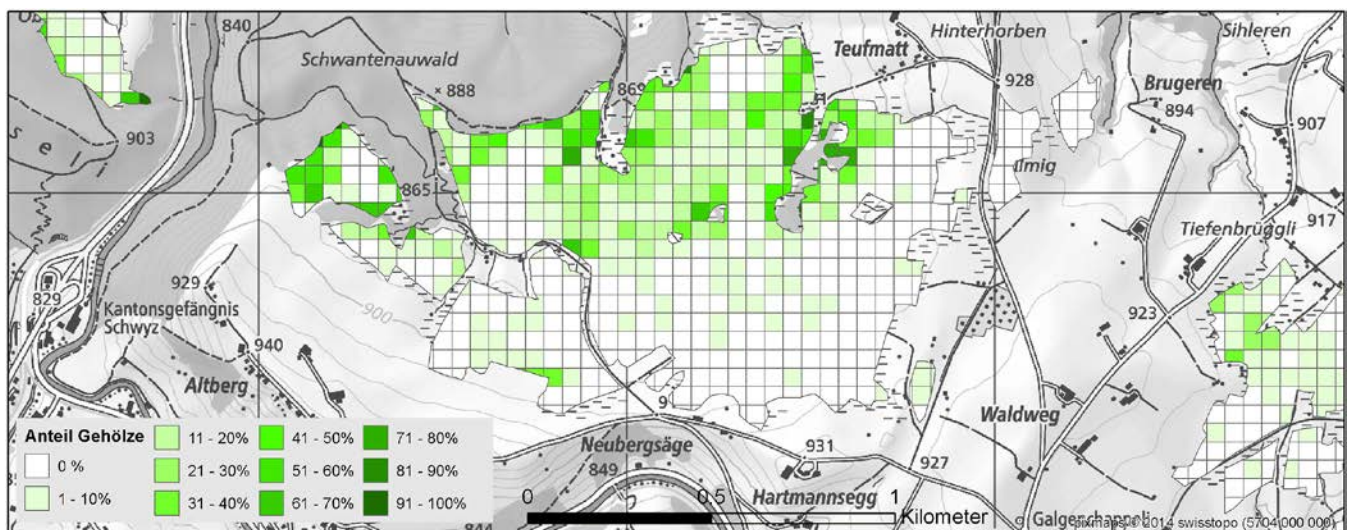 840
Schwantenauwald
888
869
Teufmatt
Hinterhorben
928
Sihleren
Brugeren
894
907
903
865
Ilmig
917
Tiefenbrüggli
829
Kantonsgefängnis
Schwyz
929
900
923
940
Altberg
Waldweg
Neubergsäge
849
931
927
Hartmannsegg
Galgenchappeli
844
Anteil Gehölze
0 %
1 - 10%
11 - 20%
21 - 30%
31 - 40%
41 - 50%
51 - 60%
61 - 70%
71 - 80%
81 - 90%
91 - 100%
0 0,5 1 Kilometer
pixmaps © 2014 swisstopo (5704 000 000)